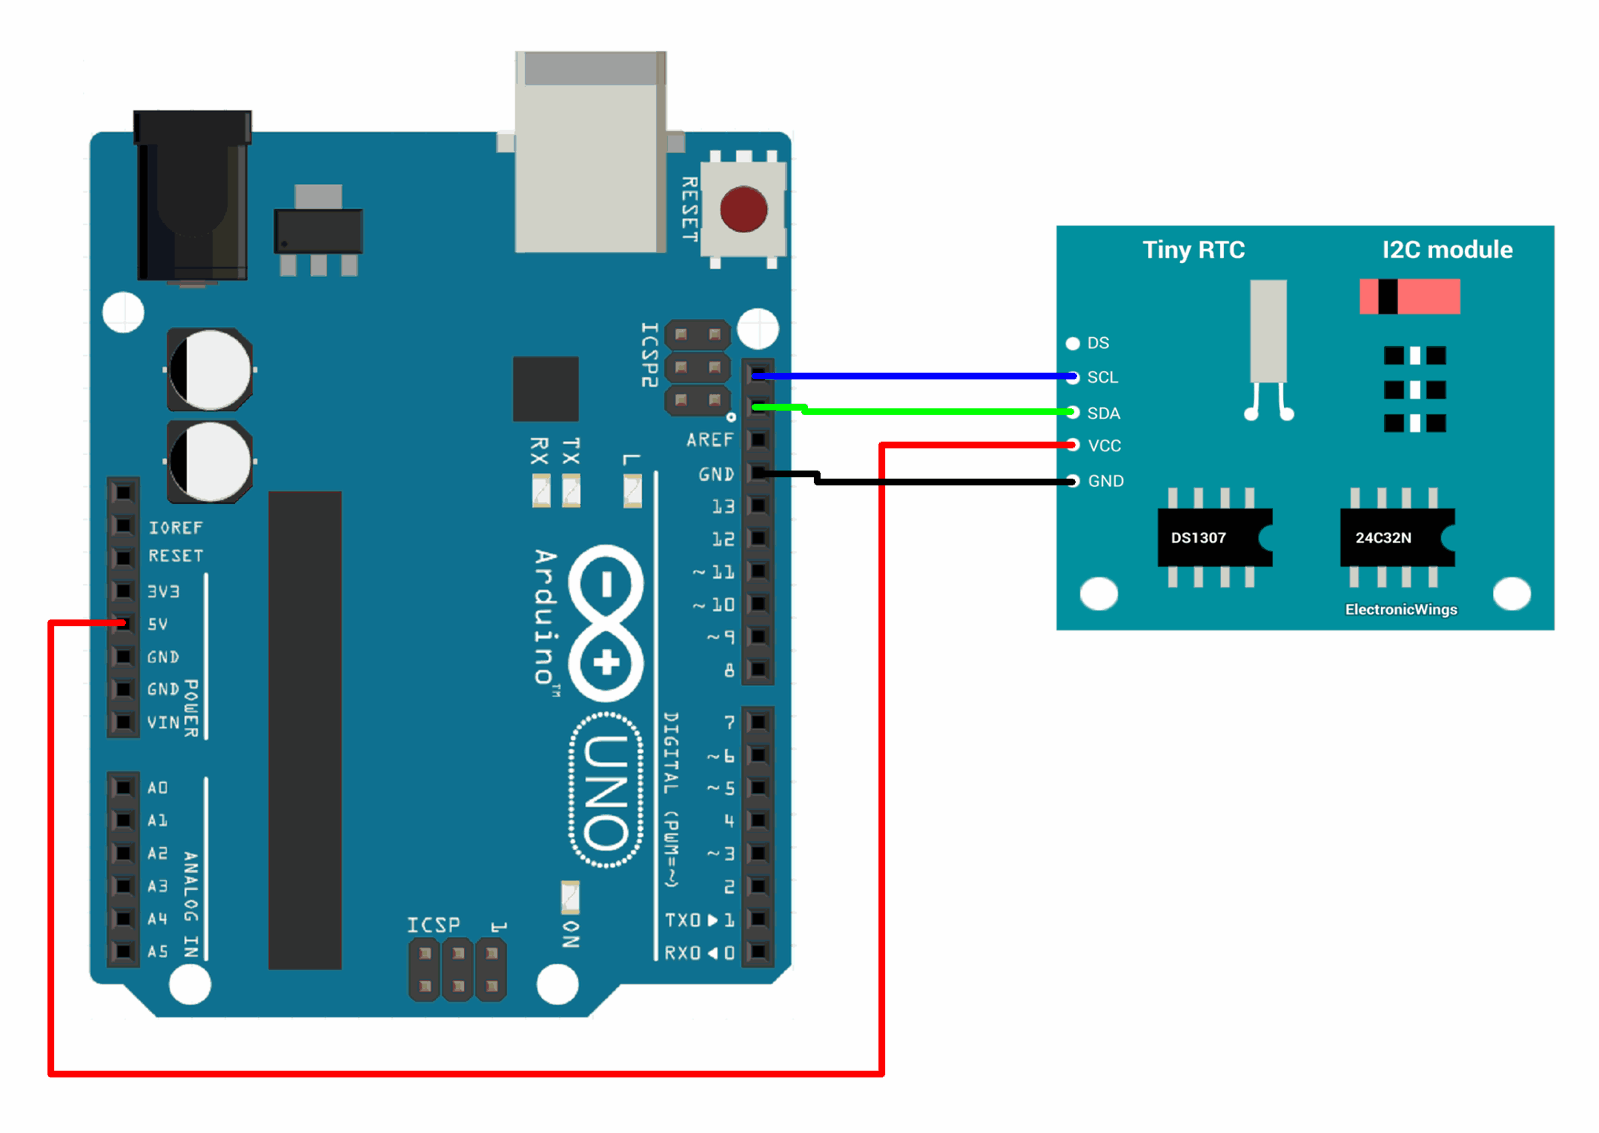 RESET
ICSP2
AREF
GND
13
12
~11
~10
~9
8
7
~6
~5
4
~3
2
TX0▶1
RX0◀0
RX
TX
L
Arduino™
UNO
DIGITAL (PWM=~)
ON
ICSP
1
IOREF
RESET
3V3
5V
GND
GND
VIN
POWER
A0
A1
A2
A3
A4
A5
ANALOG IN
Tiny RTC
I2C module
DS
SCL
SDA
VCC
GND
DS1307
24C32N
ElectronicWings